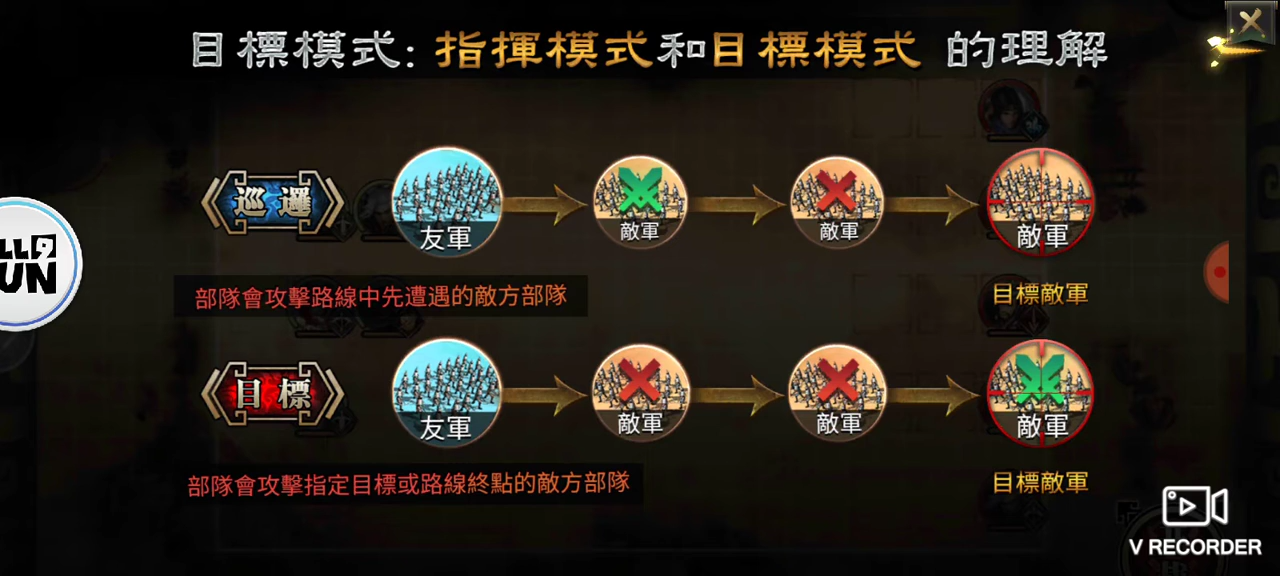 目標模式: 指揮模式和目標模式 的理解
巡邏
友軍
敵軍
敵軍
敵軍
部隊會攻擊路線中先遭遇的敵方部隊
目標敵軍
目標
友軍
敵軍
敵軍
敵軍
部隊會攻擊指定目標或路線終點的敵方部隊
目標敵軍
UN
V RECORDER